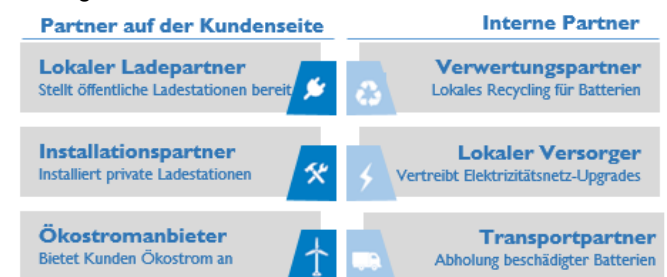 Partner auf der Kundenseite
Interne Partner
Lokaler Ladepartner
Stellt öffentliche Ladestationen bereit
Verwertungspartner
Lokales Recycling für Batterien
Installationspartner
Installiert private Ladestationen
Lokaler Versorger
Vertreibt Elektrizitätsnetz-Upgrades
Ökostromanbieter
Bietet Kunden Ökostrom an
Transportpartner
Abholung beschädigter Batterien